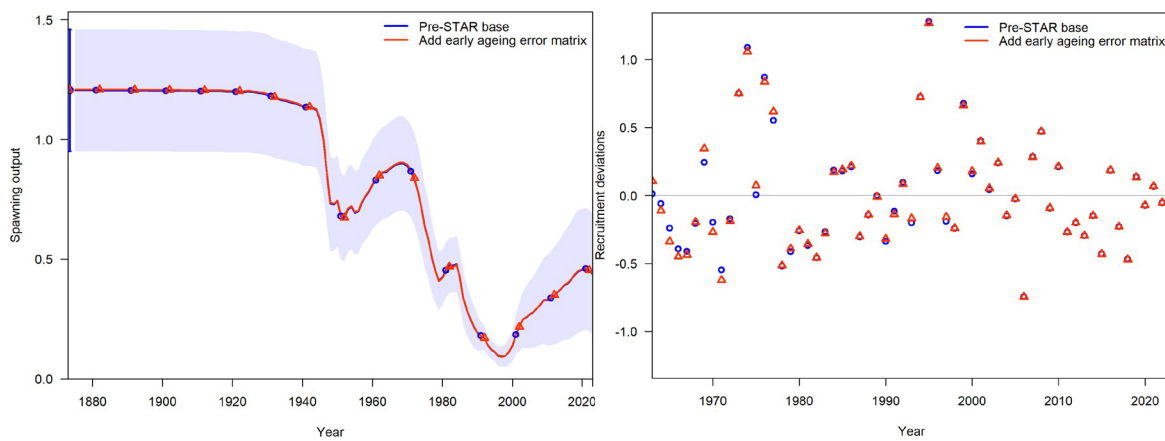 Pre-STAR base
Add early ageing error matrix
Spawning output
1.5
1.0
0.5
0.0
1880 1900 1920 1940 1960 1980 2000 2020
Year
Pre-STAR base
Add early ageing error matrix
Recruitment deviations
1.0
0.5
0.0
-0.5
-1.0
1970 1980 1990 2000 2010 2020
Year